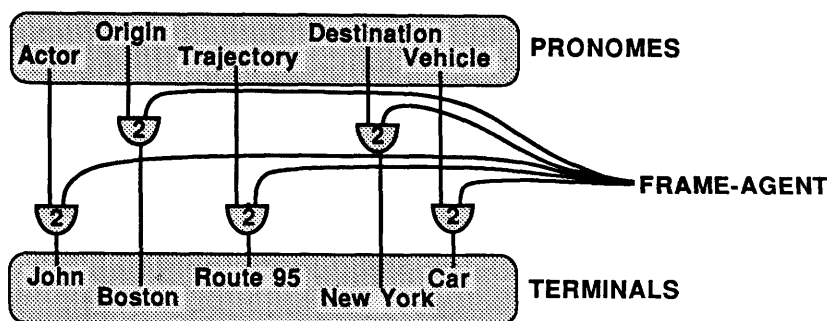 Origin Destination
Actor Trajectory Vehicle PRONOMES
2 2
FRAME-AGENT
2 2 2
John Route 95 Car
Boston New York TERMINALS